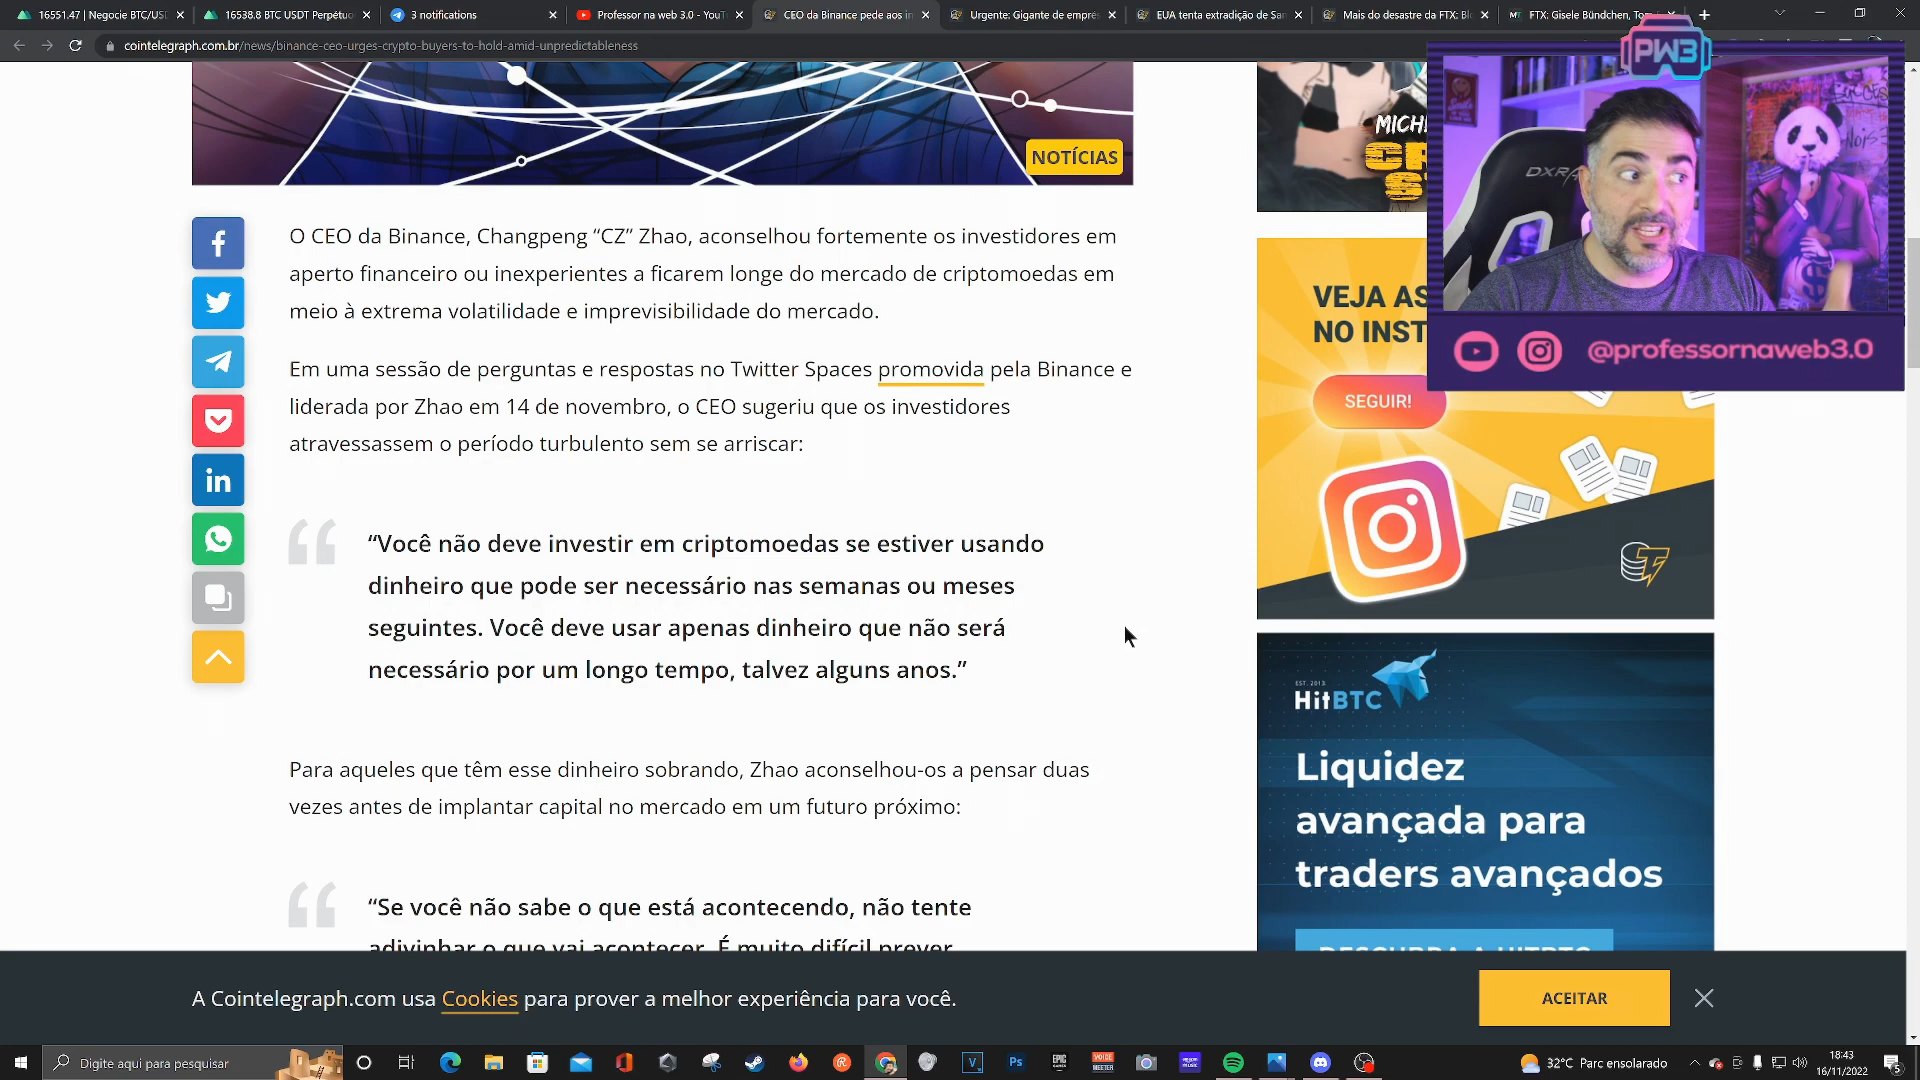 16551.47 | Negocie BTC/USD
16538.8 BTC USDT Perpétuo
3 notifications
Professor na web 3.0 - YouT
CEO da Binance pede aos in
Urgente: Gigante de empres
EUA tenta extradição de San
Mais do desastre da FTX: Bl
FTX: Gisele Bündchen, Tom
cointelegraph.com.br/news/binance-ceo-urges-crypto-buyers-to-hold-amid-unpredictableness
NOTÍCIAS
O CEO da Binance, Changpeng “CZ” Zhao, aconselhou fortemente os investidores em
aperto financeiro ou inexperientes a ficarem longe do mercado de criptomoedas em
meio à extrema volatilidade e imprevisibilidade do mercado.
Em uma sessão de perguntas e respostas no Twitter Spaces promovida pela Binance e
liderada por Zhao em 14 de novembro, o CEO sugeriu que os investidores
atravessassem o período turbulento sem se arriscar:
“Você não deve investir em criptomoedas se estiver usando
dinheiro que pode ser necessário nas semanas ou meses
seguintes. Você deve usar apenas dinheiro que não será
necessário por um longo tempo, talvez alguns anos.”
Para aqueles que têm esse dinheiro sobrando, Zhao aconselhou-os a pensar duas
vezes antes de implantar capital no mercado em um futuro próximo:
“Se você não sabe o que está acontecendo, não tente
adivinhar o que vai acontecer. É muito difícil prever
MICH
CR
S
VEJA AS
NO INST
SEGUIR!
PW3
DXRA
@professornaweb3.0
EST. 2013
HitBTC
Liquidez
avançada para
traders avançados
DESCUBRA A HITBTC
A Cointelegraph.com usa Cookies para prover a melhor experiência para você.
ACEITAR
Digite aqui para pesquisar
32°C Parc ensolarado
18:43
16/11/2022
5